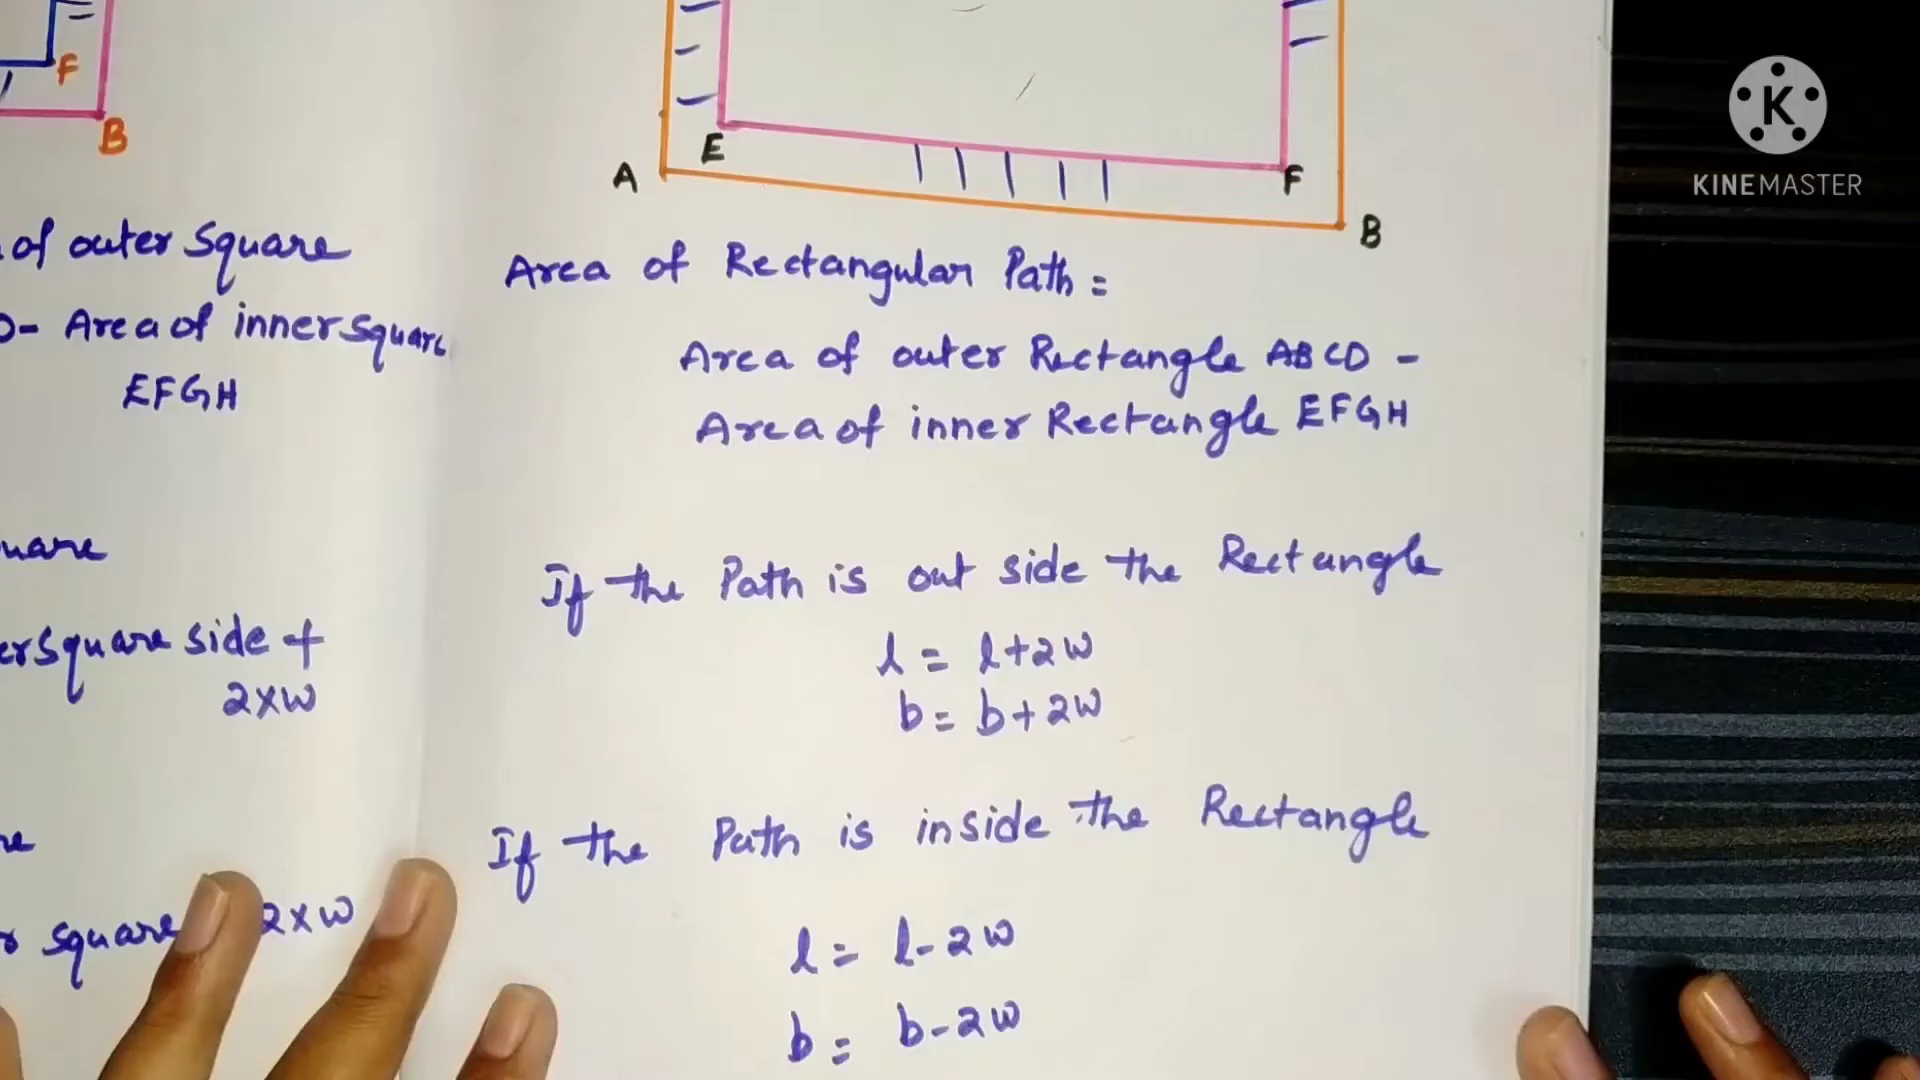 F
B
of outer Square
- Area of inner square
EFGH
side +
2xw
square
2xw
E
A
F
B
Area of Rectangular Path =
Area of outer Rectangle ABCD -
Area of inner Rectangle EFGH
If the Path is out side the Rectangle
l = l+2w
b = b+2w
If the Path is inside the Rectangle
l = l-2w
b = b-2w
K
KINEMASTER